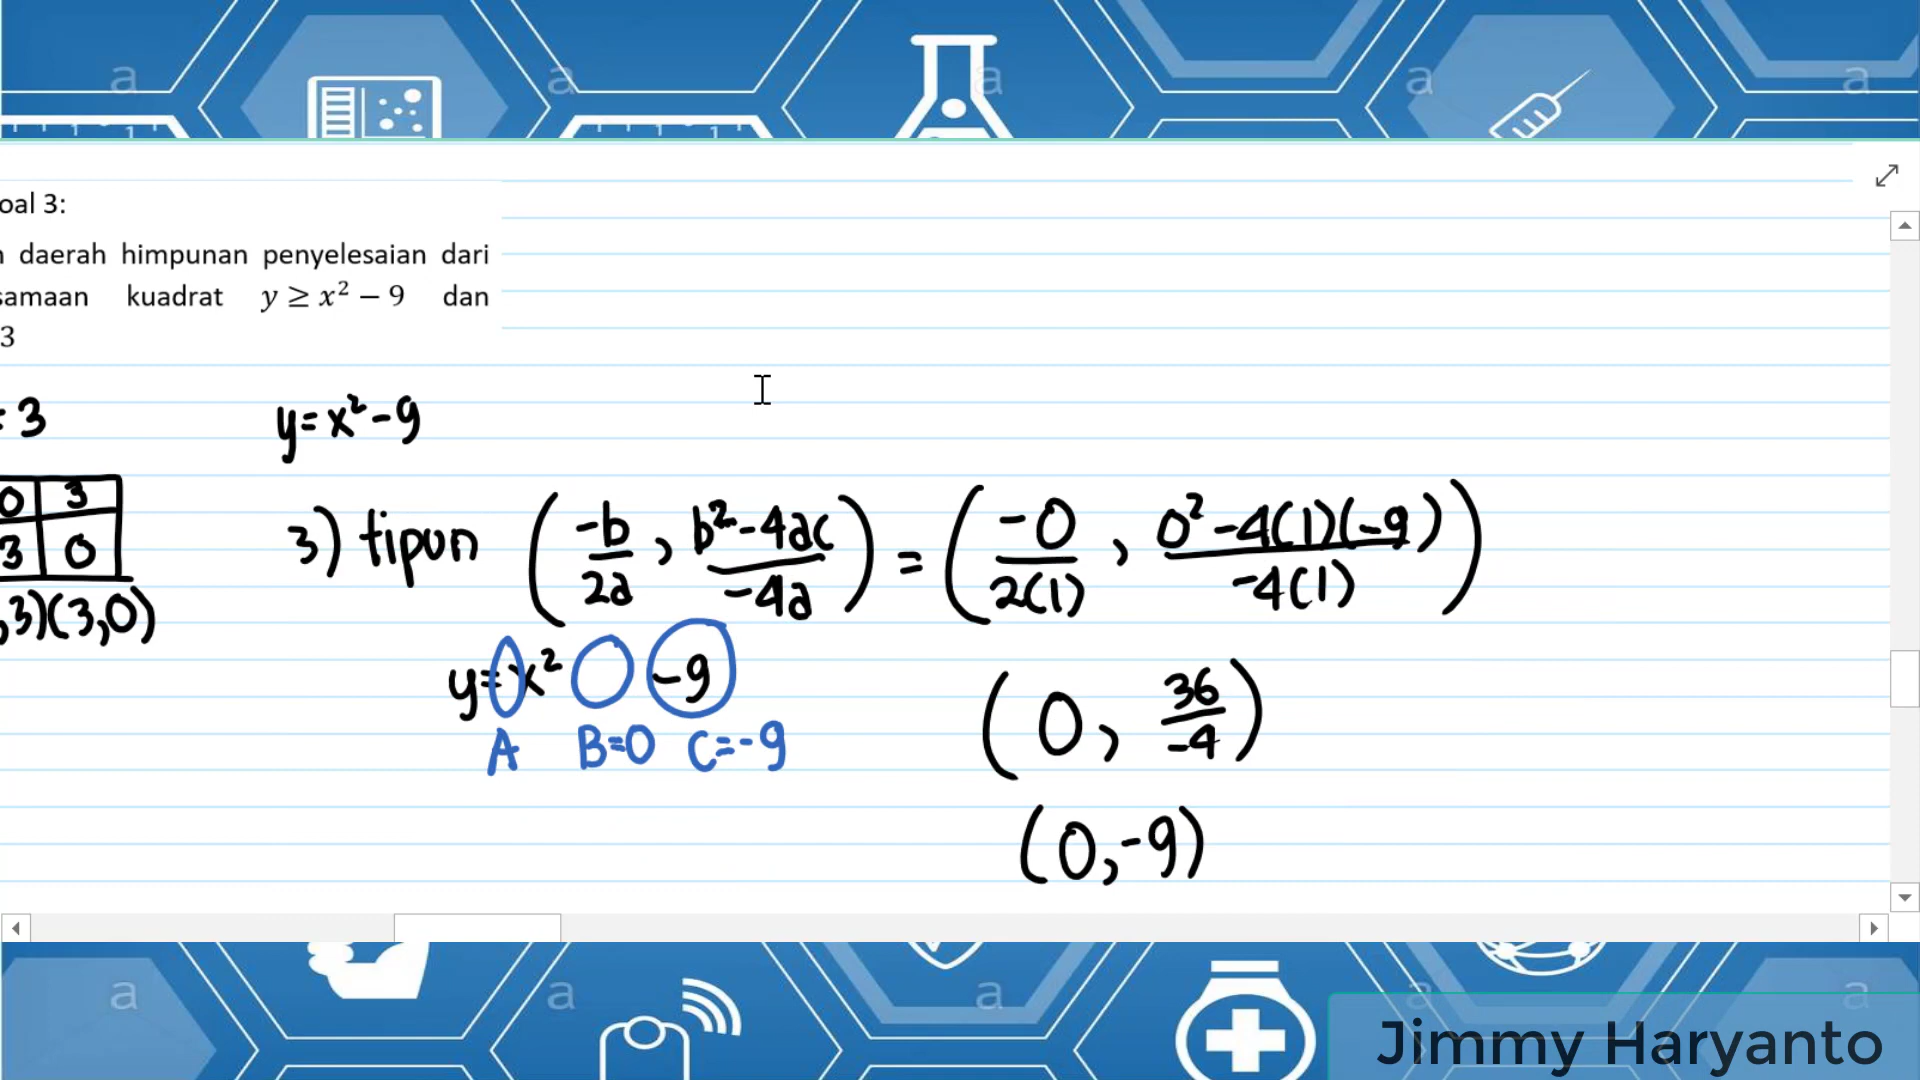 oal 3:
daerah himpunan penyelesaian dari
samaan kuadrat y ≥ x² − 9 dan
3
= 3
y = x² - 9
0 3
3 0
,3)(3,0)
3) tipun (-b/2a, b²-4ac/-4a) = (-0/2(1), 0²-4(1)(-9)/-4(1))
y = x² -9
A B=0 C=-9
(0, 36/-4)
(0,-9)
Jimmy Haryanto